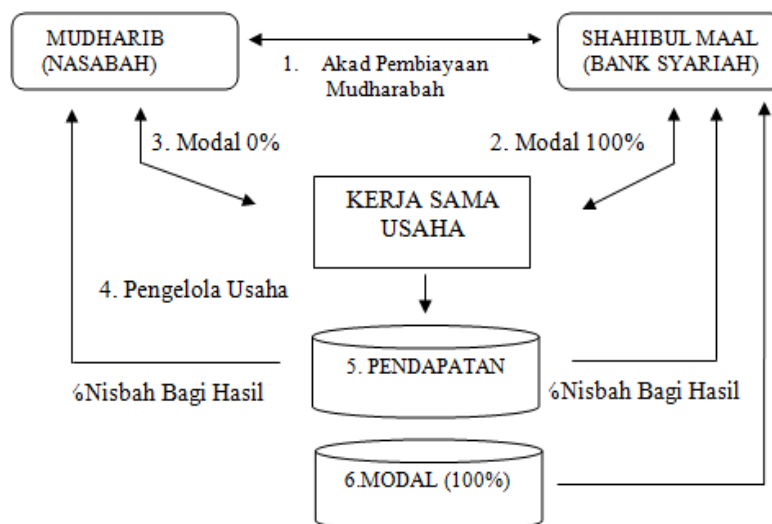 MUDHARIB
(NASABAH)
SHAHIBUL MAAL
(BANK SYARIAH)
1. Akad Pembiayaan
Mudharabah
3. Modal 0%
2. Modal 100%
KERJA SAMA
USAHA
4. Pengelola Usaha
5. PENDAPATAN
%Nisbah Bagi Hasil
%Nisbah Bagi Hasil
6.MODAL (100%)